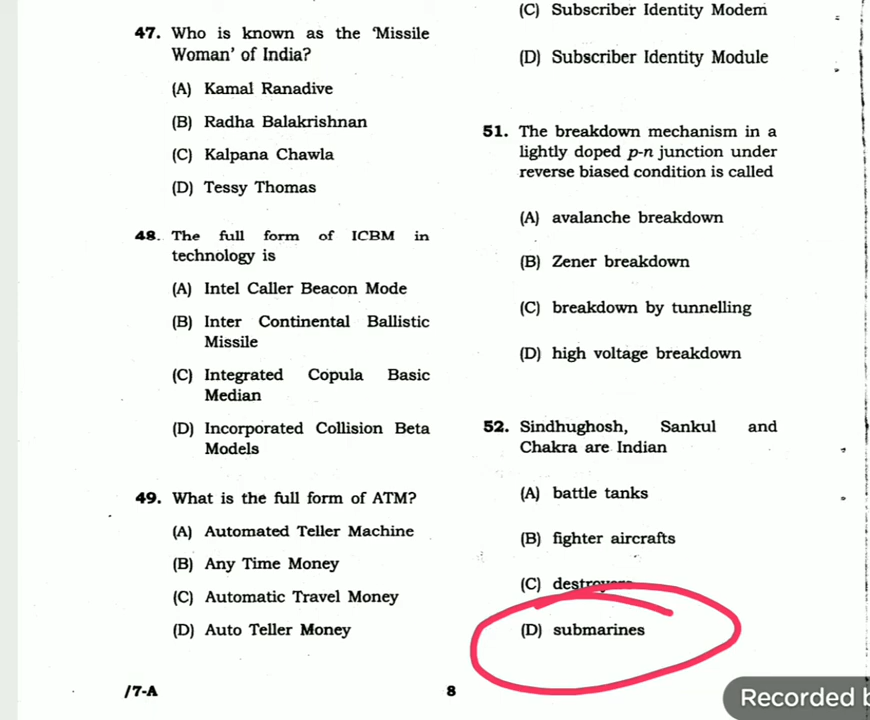 47. Who is known as the ‘Missile
Woman’ of India?
(A) Kamal Ranadive
(B) Radha Balakrishnan
(C) Kalpana Chawla
(D) Tessy Thomas
48. The full form of ICBM in
technology is
(A) Intel Caller Beacon Mode
(B) Inter Continental Ballistic
Missile
(C) Integrated Copula Basic
Median
(D) Incorporated Collision Beta
Models
49. What is the full form of ATM?
(A) Automated Teller Machine
(B) Any Time Money
(C) Automatic Travel Money
(D) Auto Teller Money
(C) Subscriber Identity Modem
(D) Subscriber Identity Module
51. The breakdown mechanism in a
lightly doped p-n junction under
reverse biased condition is called
(A) avalanche breakdown
(B) Zener breakdown
(C) breakdown by tunnelling
(D) high voltage breakdown
52. Sindhughosh, Sankul and
Chakra are Indian
(A) battle tanks
(B) fighter aircrafts
(C) destroyers
(D) submarines
/7-A
8
Recorded